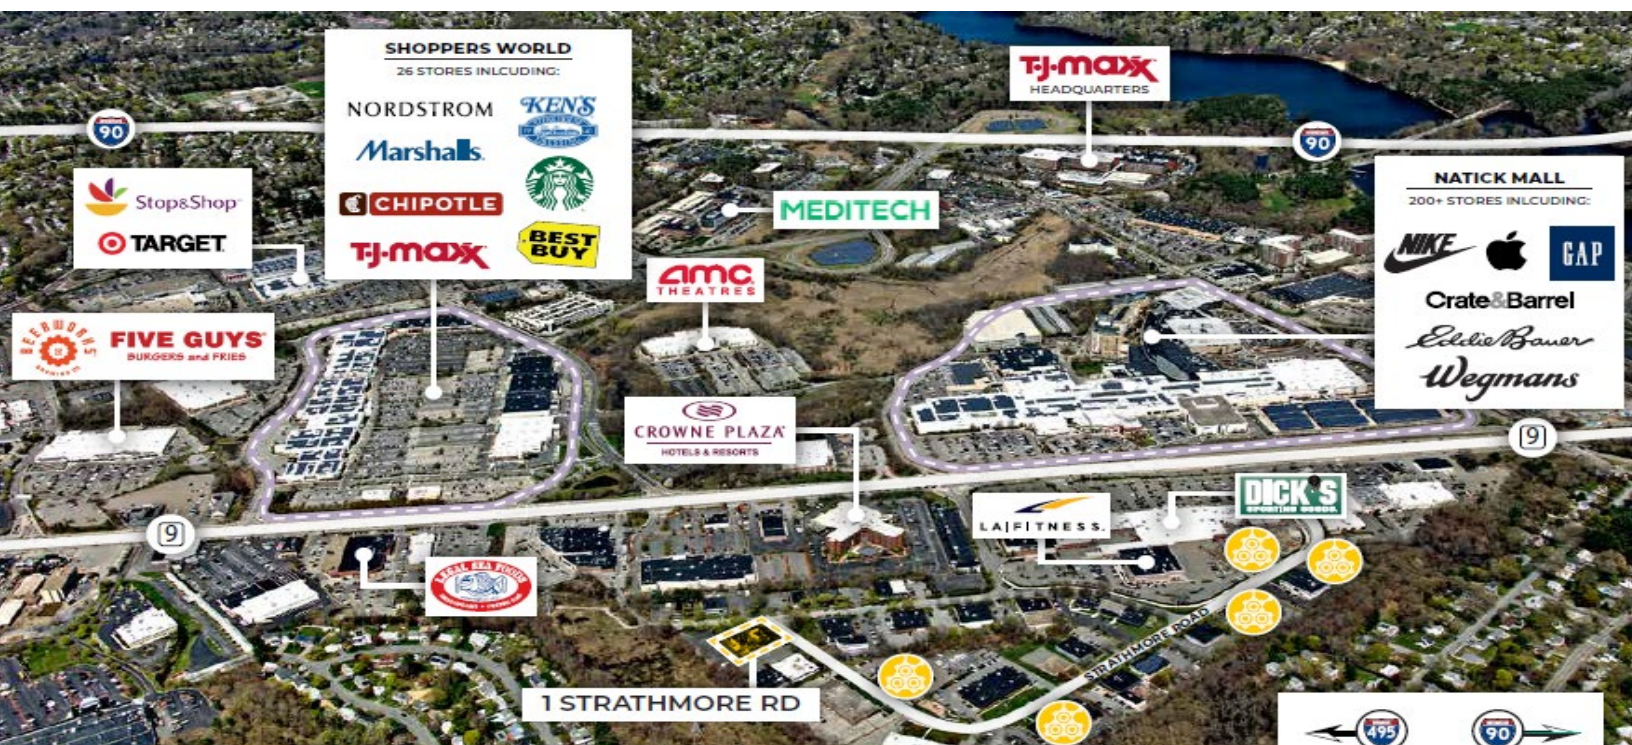 SHOPPERS WORLD
26 STORES INLCUDING:
NORDSTROM
KEN'S
Marshalls.
CHIPOTLE
T·J·maxx
BEST
BUY
T·J·maxx
HEADQUARTERS
90
90
Stop&Shop
TARGET
MEDITECH
NATICK MALL
200+ STORES INLCUDING:
NIKE
GAP
Crate&Barrel
Eddie Bauer
Wegmans
amc
THEATRES
BEERWORKS
FIVE GUYS
BURGERS and FRIES
CROWNE PLAZA
HOTELS & RESORTS
9
9
DICK'S
SPORTING GOODS
LA|FITNESS.
LEGAL SEA FOODS
STRATHMORE ROAD
1 STRATHMORE RD
495
90